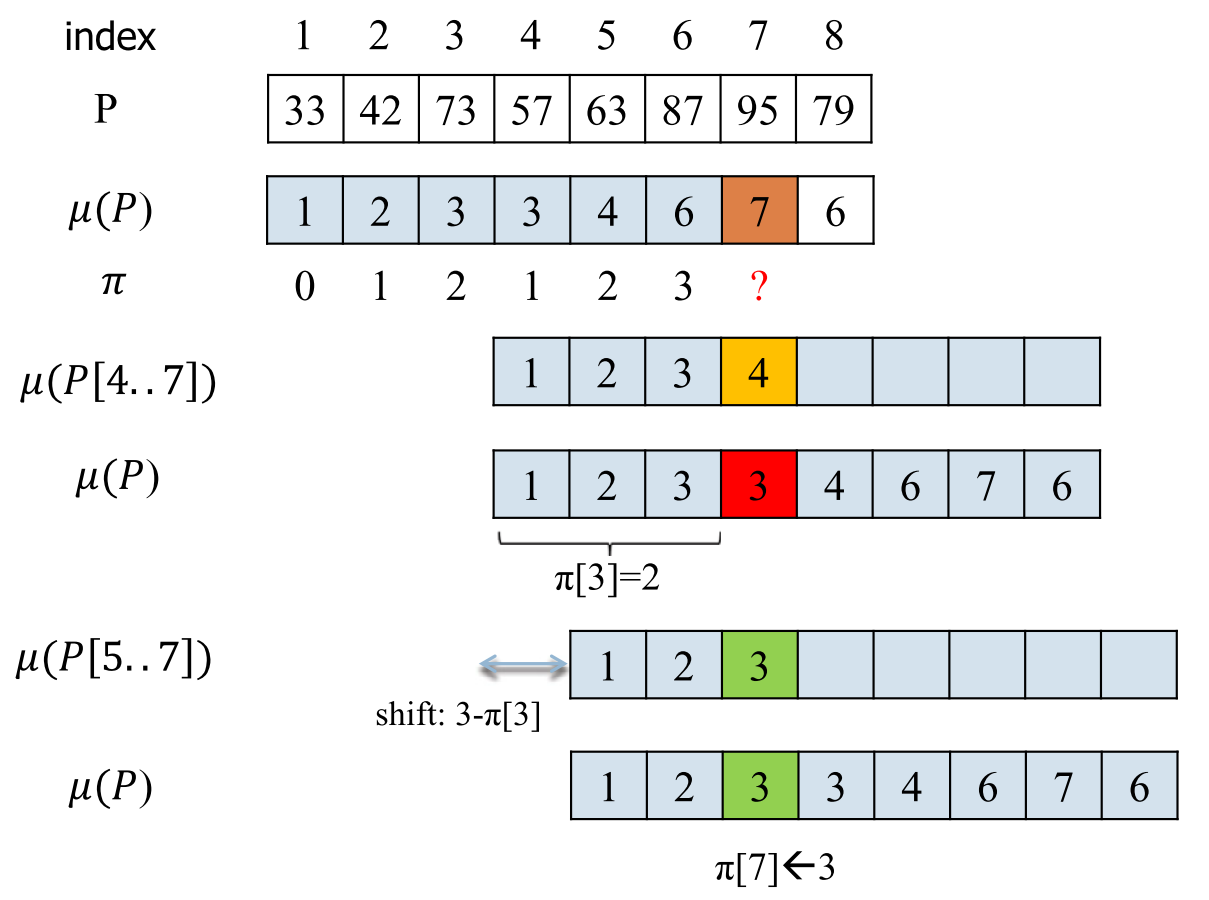 index 1 2 3 4 5 6 7 8
P 33 42 73 57 63 87 95 79
μ(P) 1 2 3 3 4 6 7 6
π 0 1 2 1 2 3 ?
μ(P[4..7]) 1 2 3 4
μ(P) 1 2 3 3 4 6 7 6
π[3]=2
μ(P[5..7]) 1 2 3
shift: 3-π[3]
μ(P) 1 2 3 3 4 6 7 6
π[7]←3